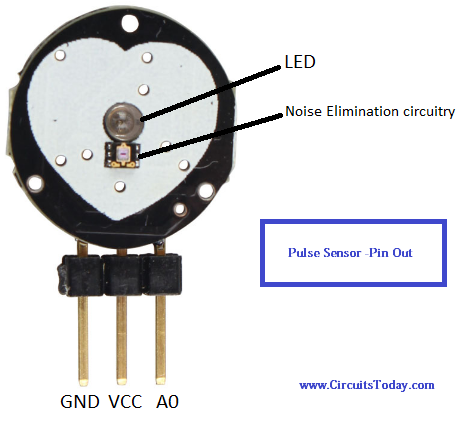 LED
Noise Elimination circuitry
Pulse Sensor -Pin Out
www.CircuitsToday.com
GND VCC A0